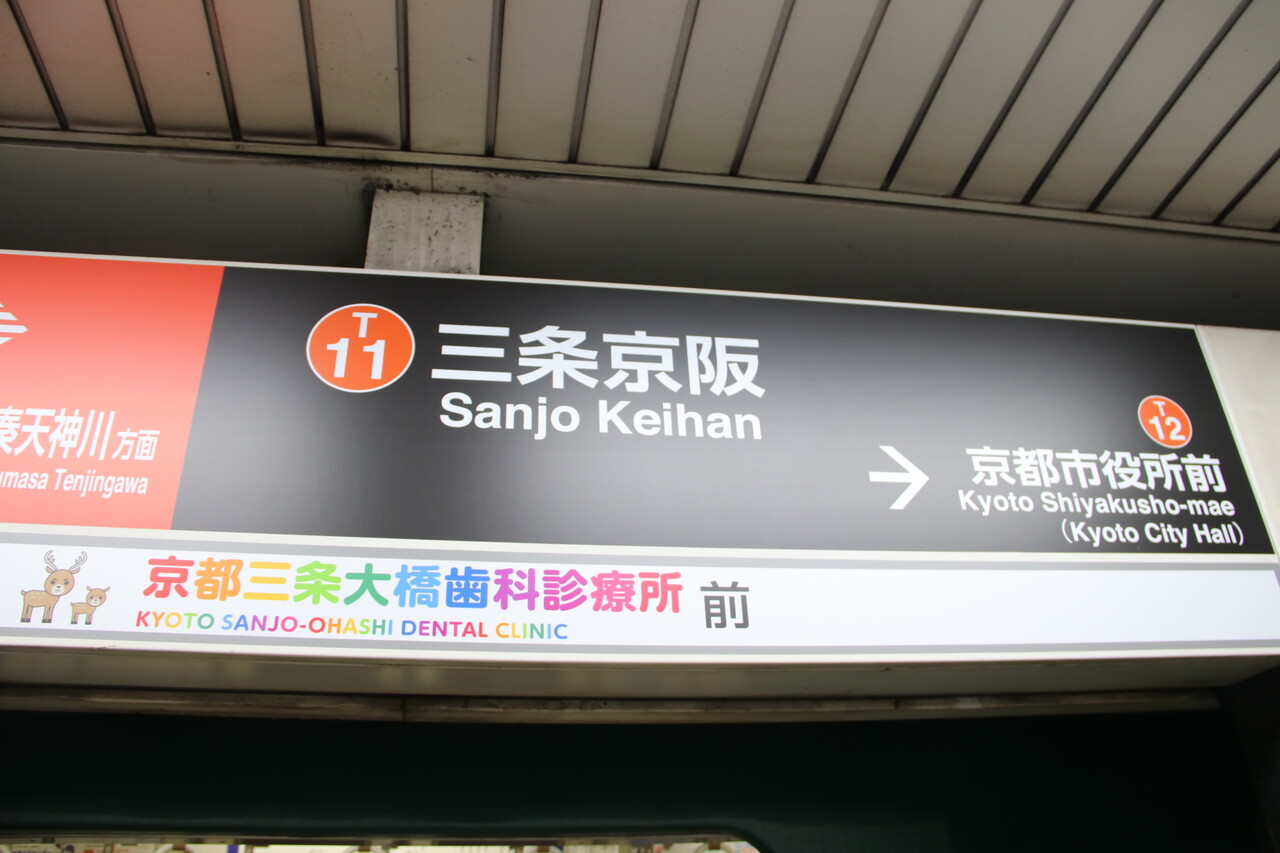 天神川方面
Tenjingawa
T
11
三条京阪
Sanjo Keihan
→
T
12
京都市役所前
Kyoto Shiyakusho-mae
(Kyoto City Hall)
京都三条大橋歯科診療所 前
KYOTO SANJO-OHASHI DENTAL CLINIC